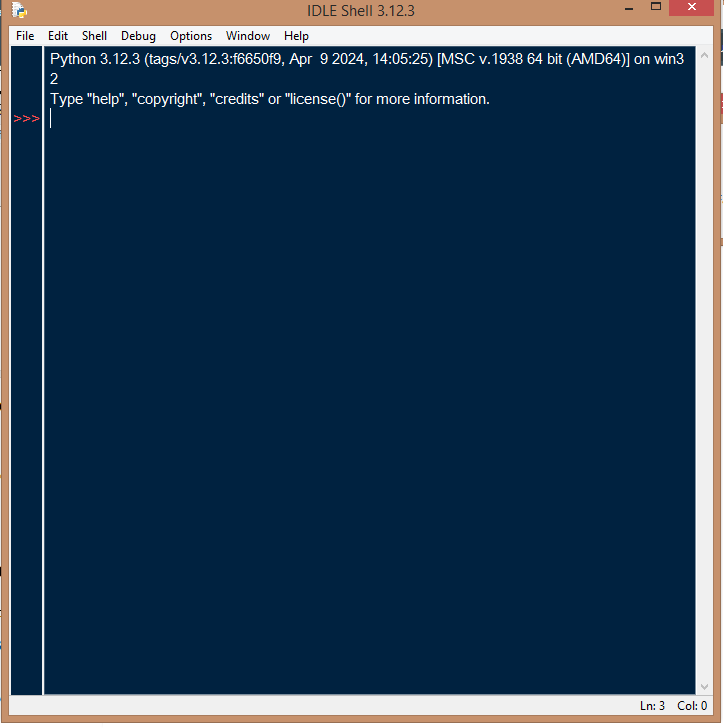 IDLE Shell 3.12.3
File Edit Shell Debug Options Window Help
Python 3.12.3 (tags/v3.12.3:f6650f9, Apr  9 2024, 14:05:25) [MSC v.1938 64 bit (AMD64)] on win3
2
Type "help", "copyright", "credits" or "license()" for more information.
>>>
Ln: 3 Col: 0